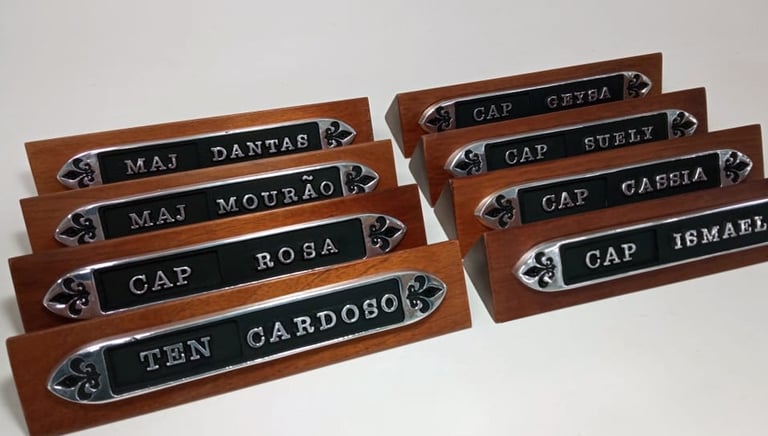 MAJ DANTAS
MAJ MOURÃO
CAP ROSA
TEN CARDOSO
CAP GEYSA
CAP SUELY
CAP CASSIA
CAP ISMAEL